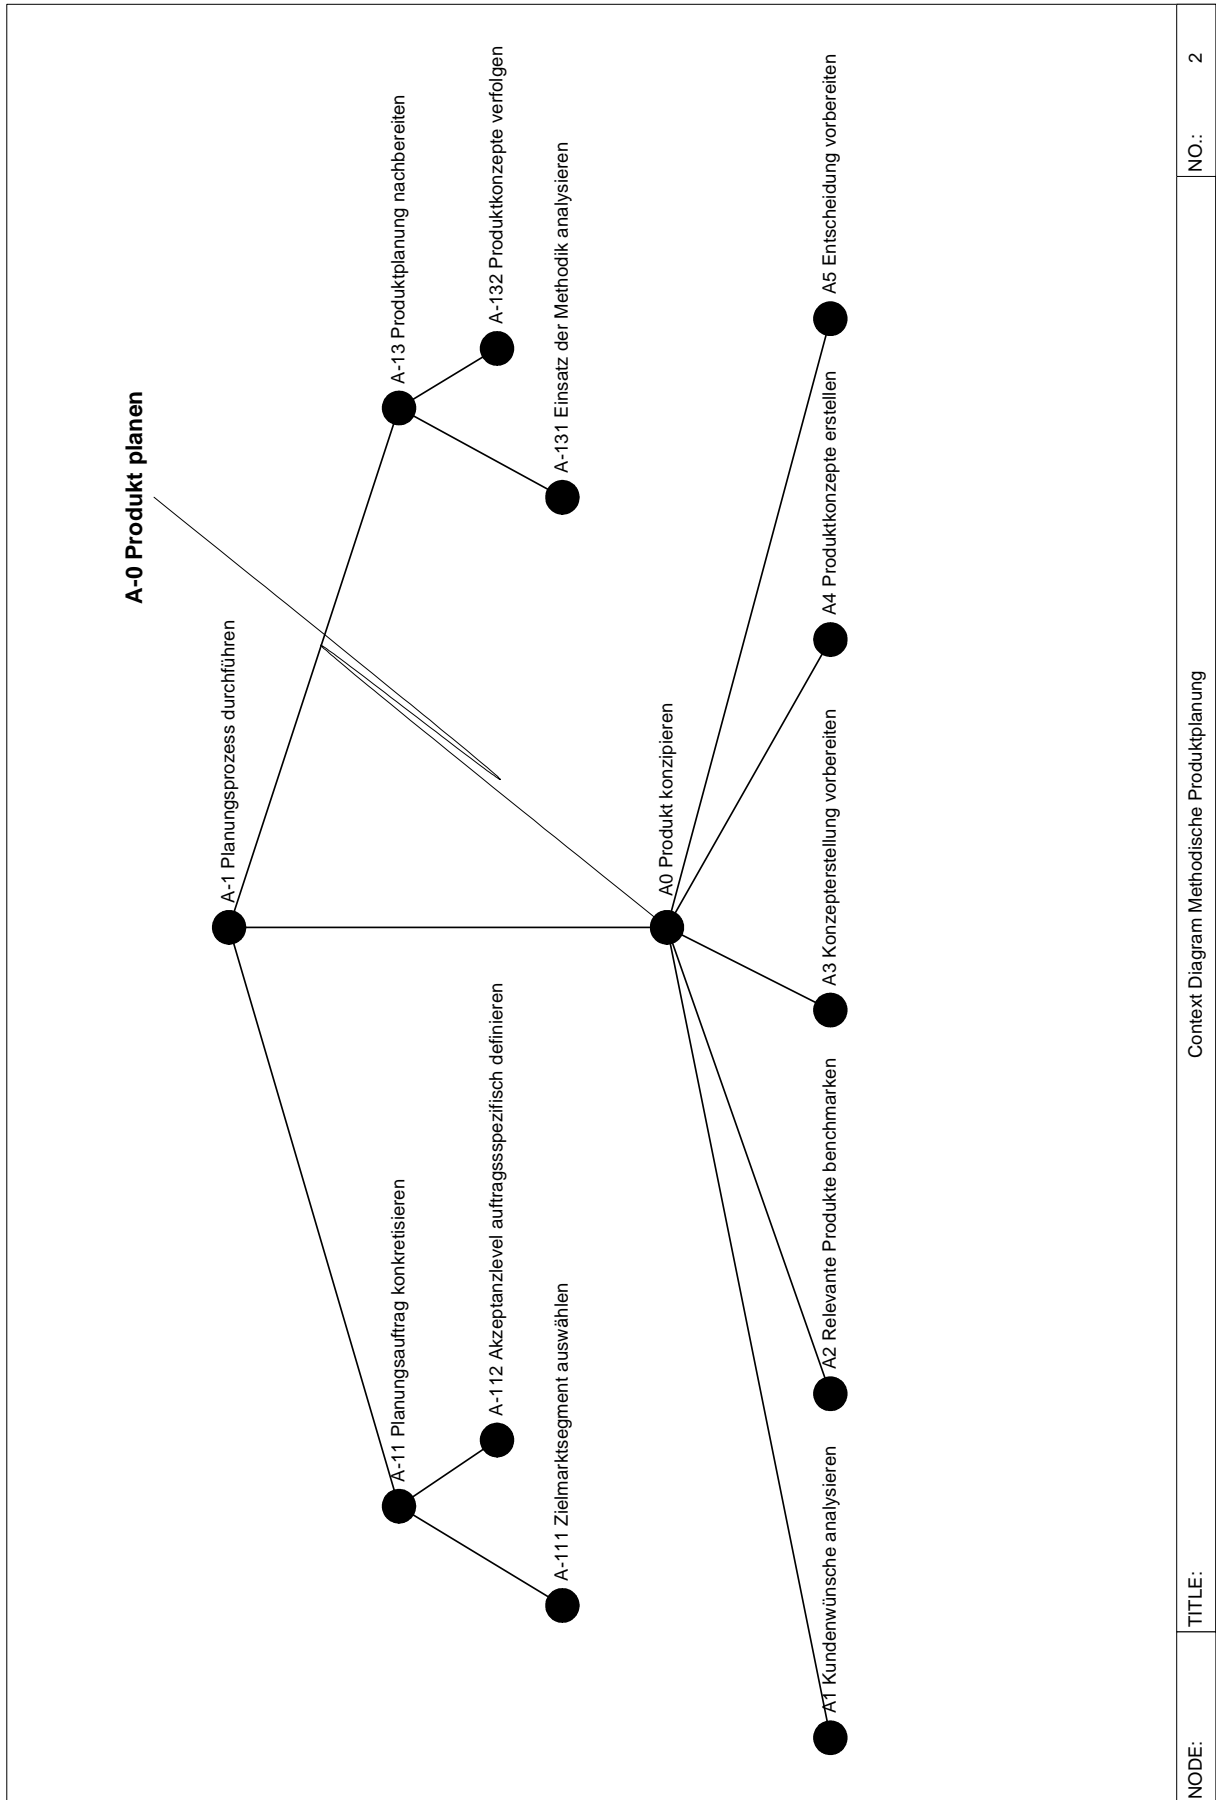 A-0 Produkt planen
A-1 Planungsprozess durchführen
A-11 Planungsauftrag konkretisieren
A-13 Produktplanung nachbereiten
A-112 Akzeptanzlevel auftragssspezifisch definieren
A-132 Produktkonzepte verfolgen
A-111 Zielmarktsegment auswählen
A-131 Einsatz der Methodik analysieren
A0 Produkt konzipieren
A1 Kundenwünsche analysieren
A2 Relevante Produkte benchmarken
A3 Konzepterstellung vorbereiten
A4 Produktkonzepte erstellen
A5 Entscheidung vorbereiten
NODE:
TITLE:
Context Diagram Methodische Produktplanung
NO.: 2